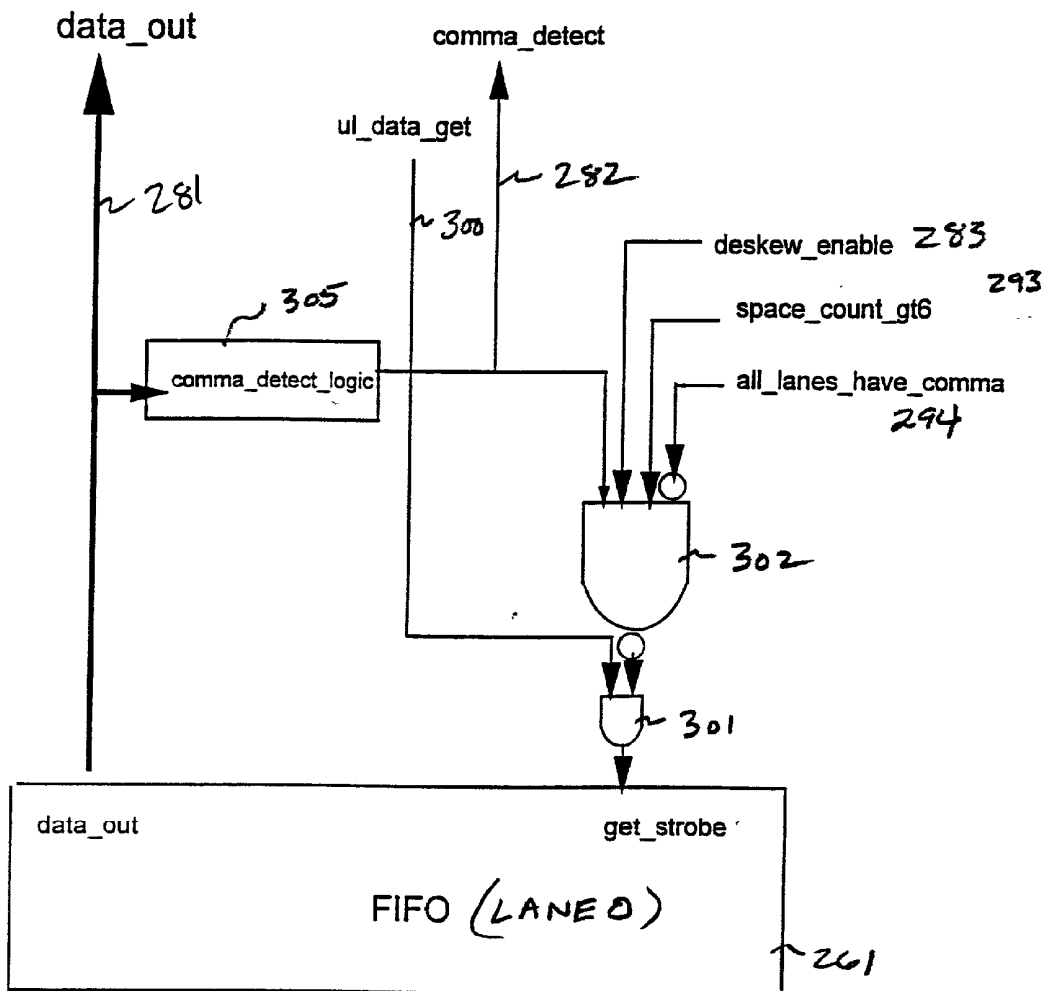 data_out
comma_detect
ul_data_get
281
300
282
deskew_enable 283
293
space_count_gt6
305
comma_detect_logic
all_lanes_have_comma
294
302
301
data_out
get_strobe
FIFO (LANE 0)
261